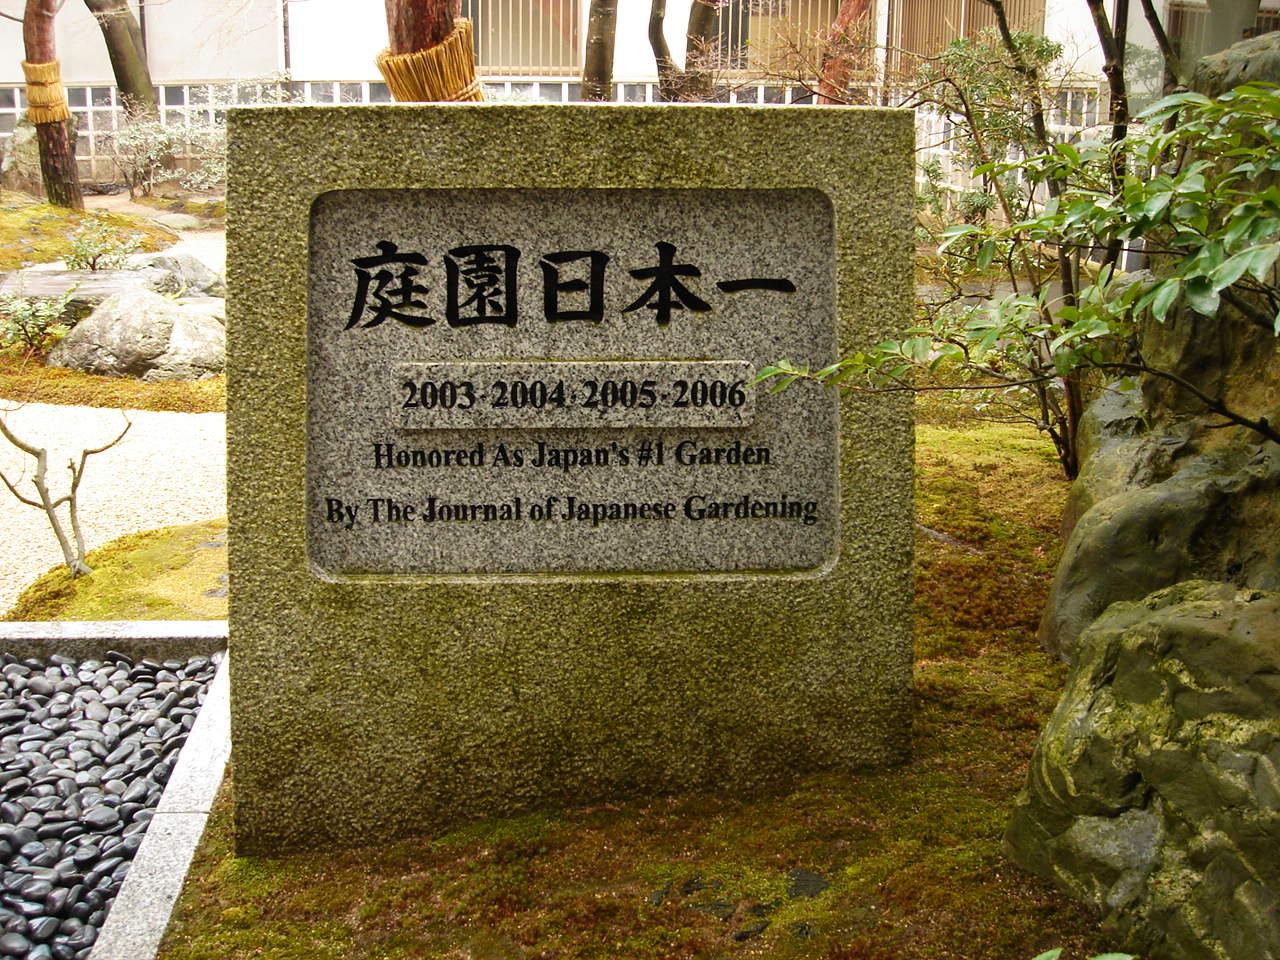 庭園日本一
2003·2004·2005·2006
Honored As Japan's #1 Garden
By The Journal of Japanese Gardening